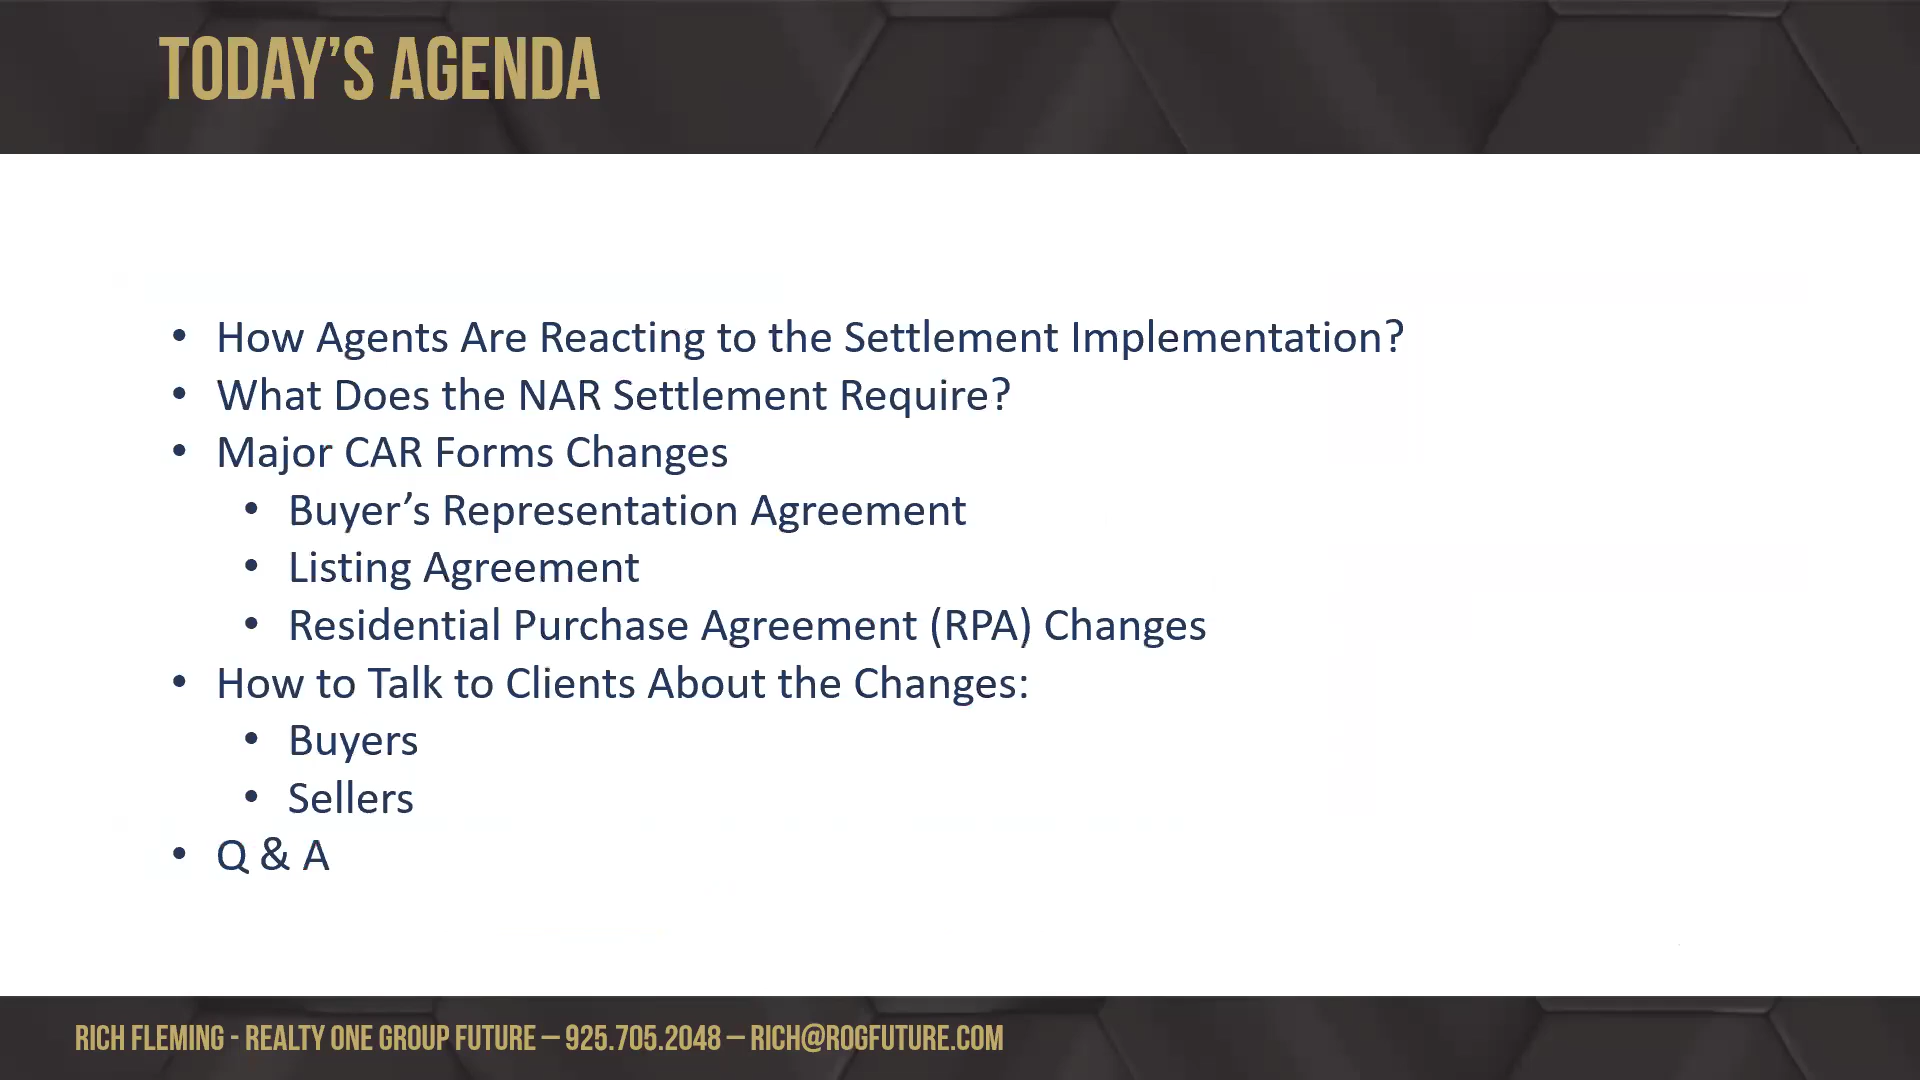 TODAY'S AGENDA
• How Agents Are Reacting to the Settlement Implementation?
• What Does the NAR Settlement Require?
• Major CAR Forms Changes
• Buyer’s Representation Agreement
• Listing Agreement
• Residential Purchase Agreement (RPA) Changes
• How to Talk to Clients About the Changes:
• Buyers
• Sellers
• Q & A
RICH FLEMING - REALTY ONE GROUP FUTURE – 925.705.2048 – RICH@ROGFUTURE.COM